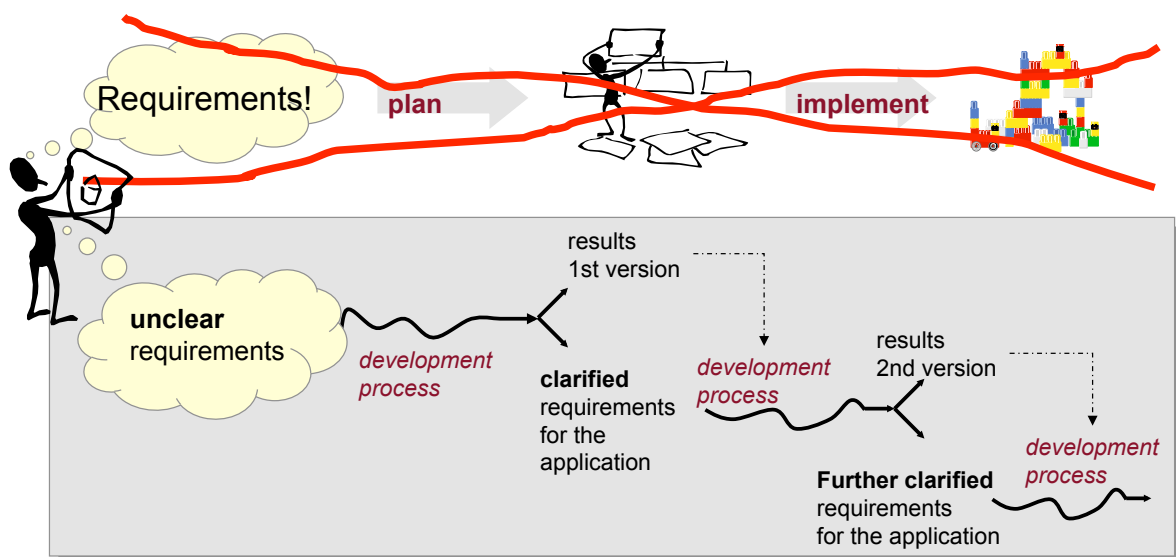 Requirements!
plan
implement
results
1st version
unclear
requirements
development
process
clarified
requirements
for the
application
development
process
results
2nd version
Further clarified
requirements
for the application
development
process